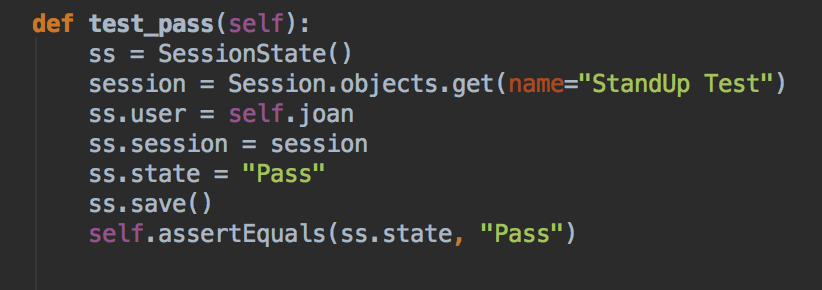 def test_pass(self):
    ss = SessionState()
    session = Session.objects.get(name="StandUp Test")
    ss.user = self.joan
    ss.session = session
    ss.state = "Pass"
    ss.save()
    self.assertEquals(ss.state, "Pass")